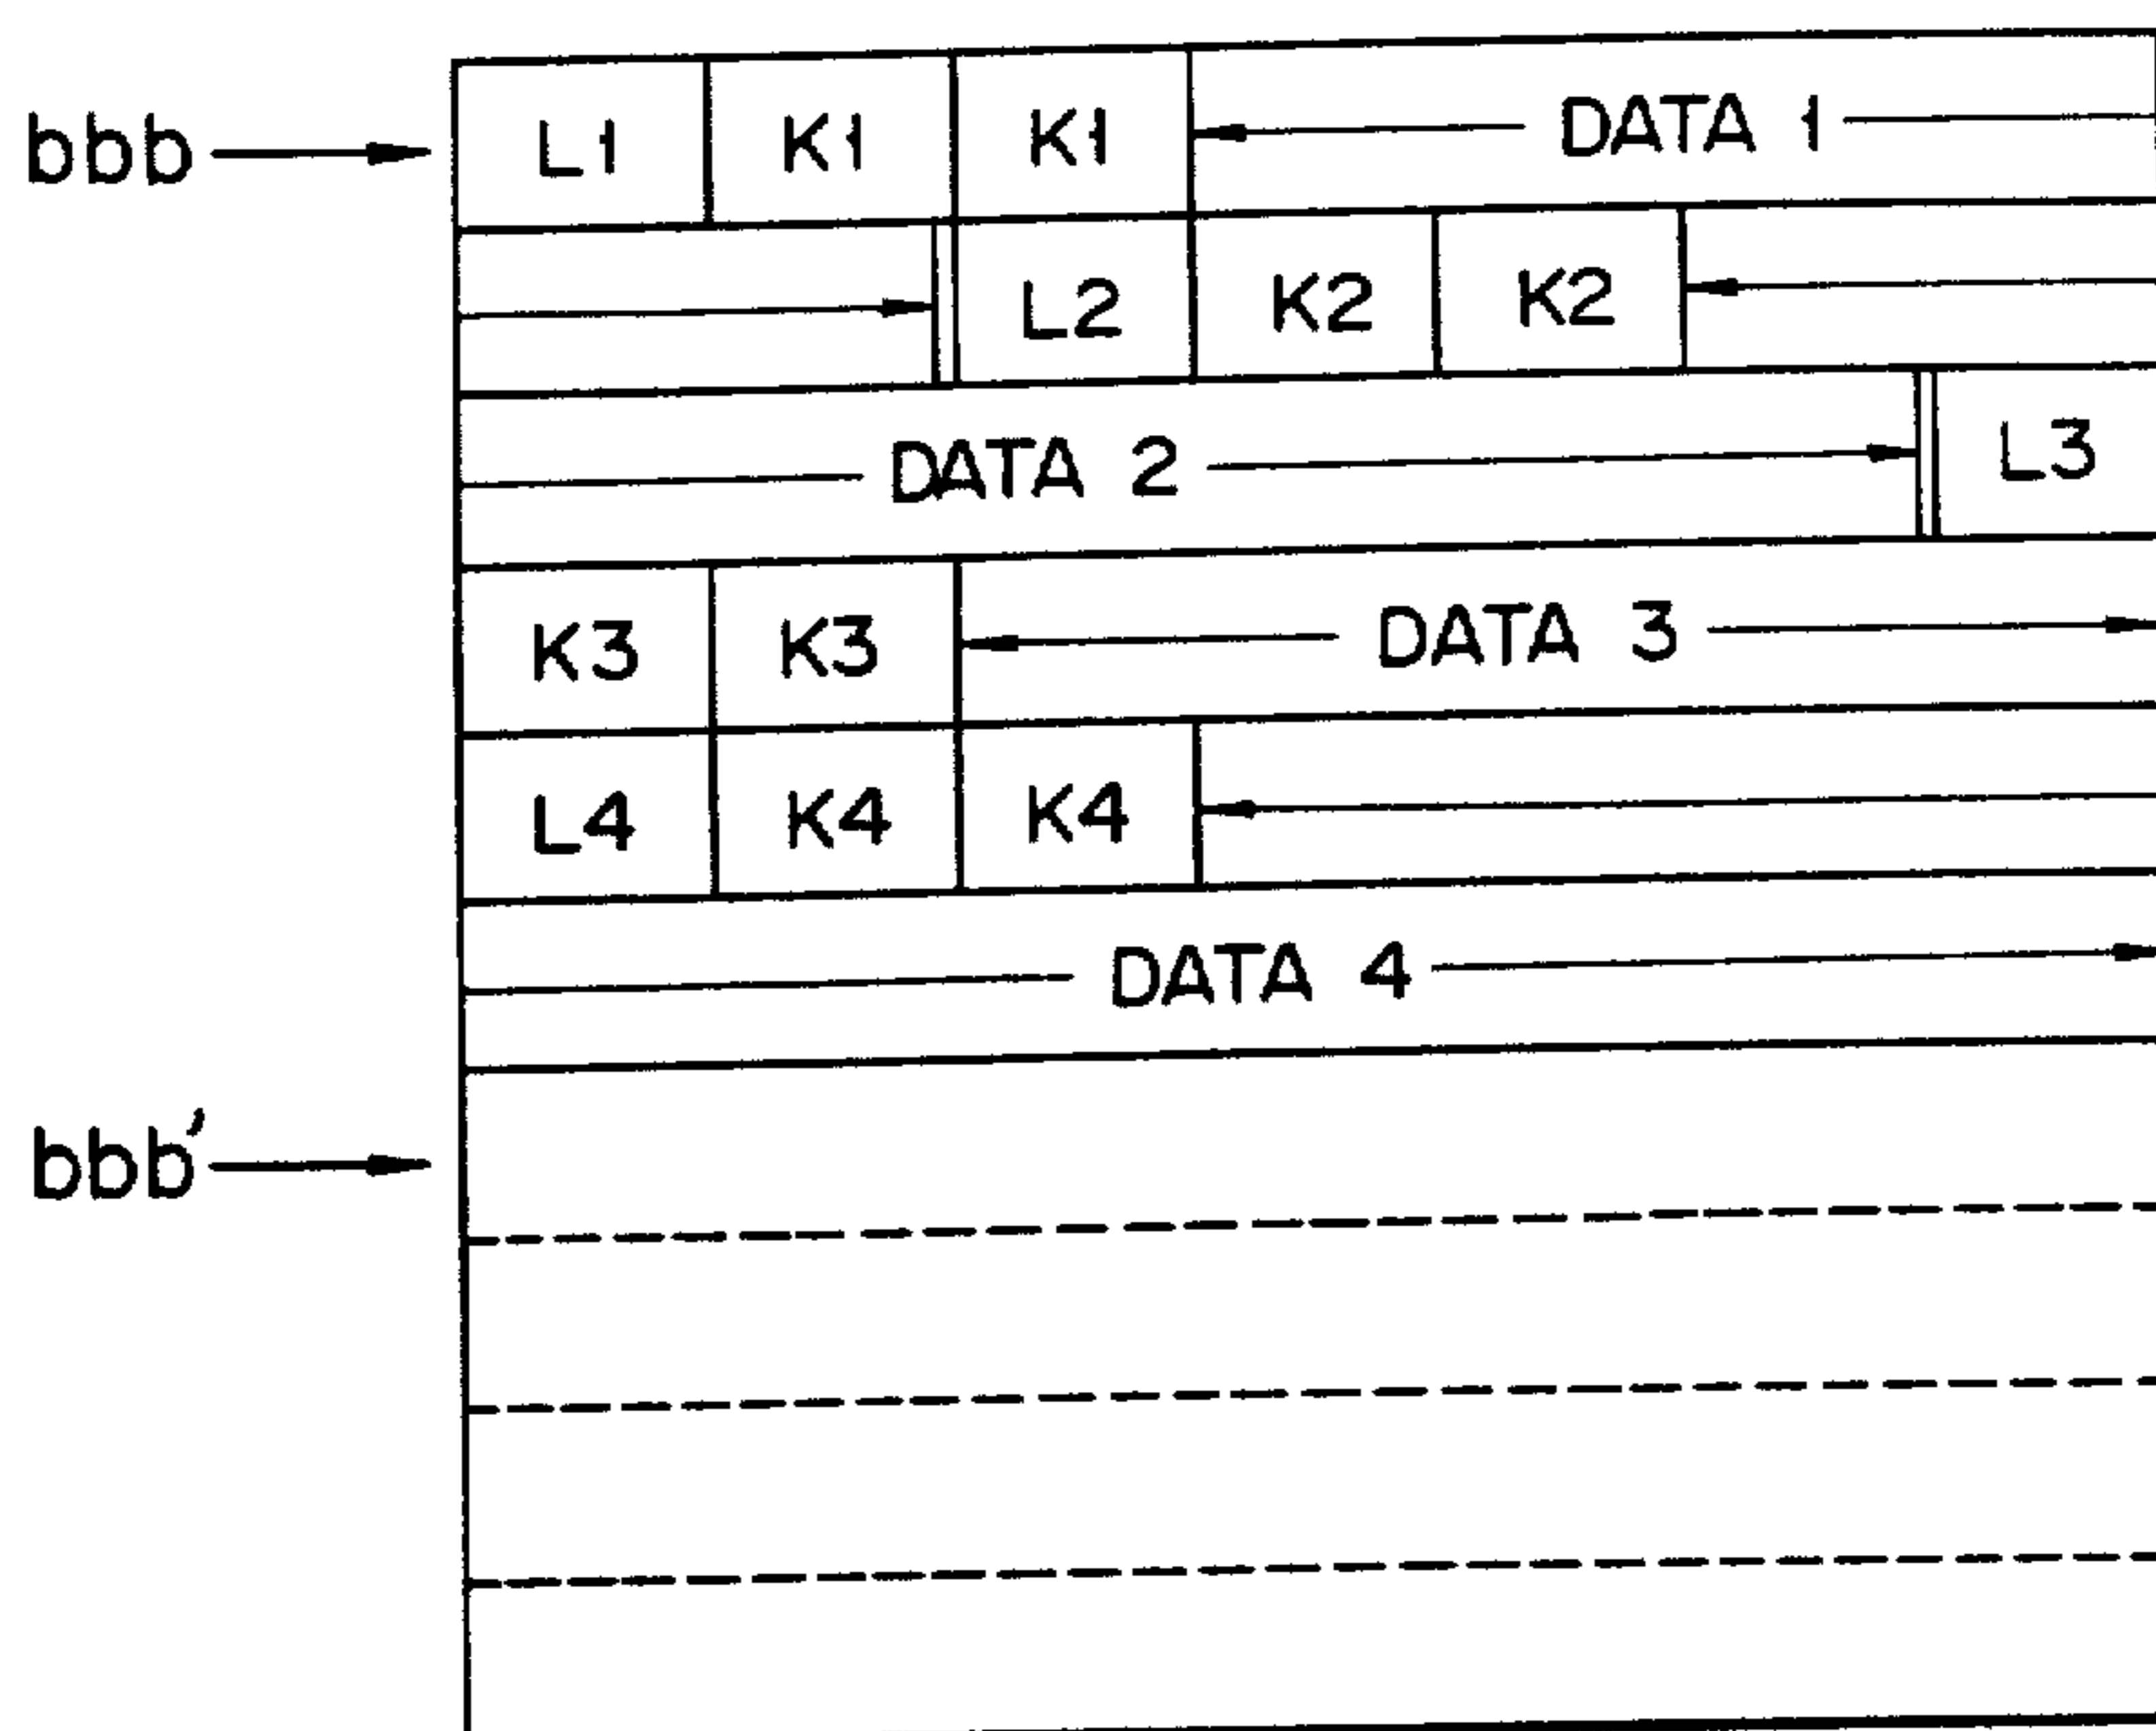 bbb L1 K1 K1 DATA 1
L2 K2 K2
DATA 2 L3
K3 K3 DATA 3
L4 K4 K4
DATA 4
bbb'